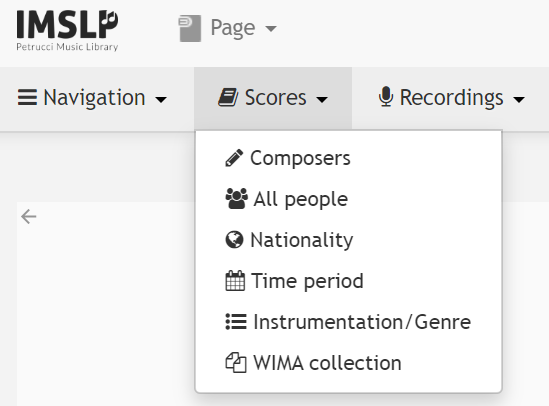 IMSLP
Petrucci Music Library
Page
Navigation
Scores
Recordings
Composers
All people
Nationality
Time period
Instrumentation/Genre
WIMA collection